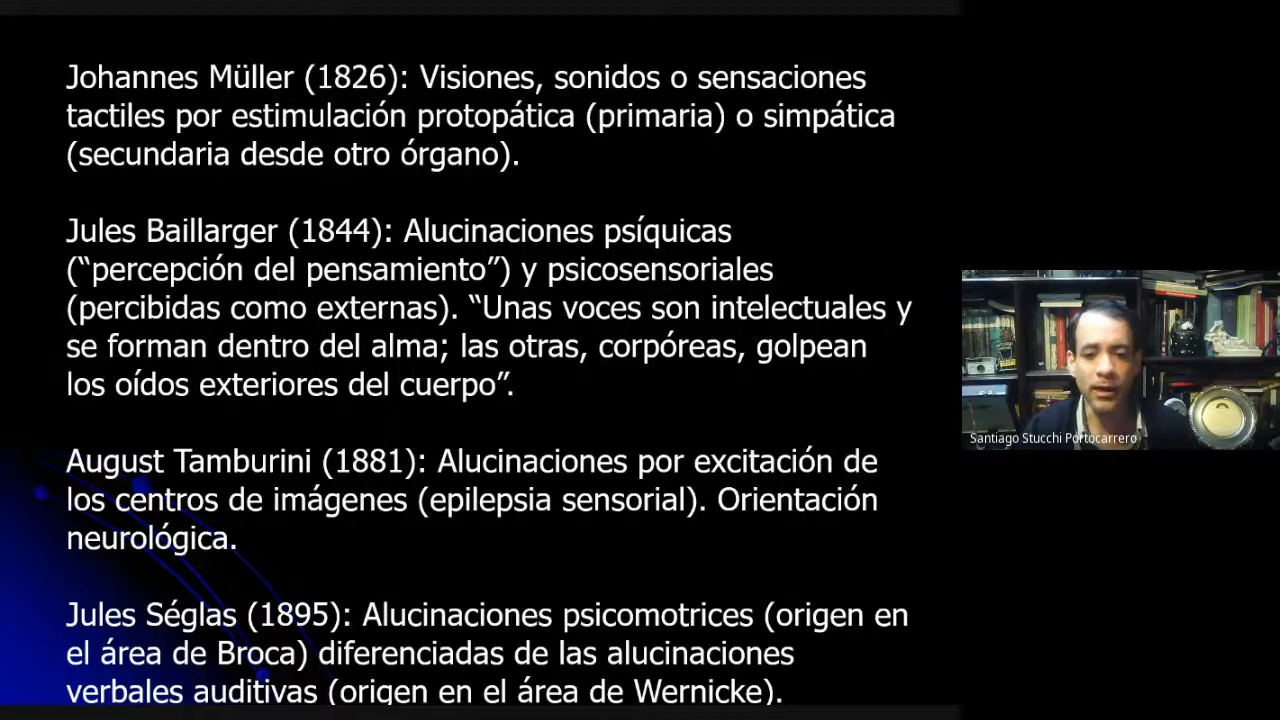 Johannes Müller (1826): Visiones, sonidos o sensaciones
tactiles por estimulación protopática (primaria) o simpática
(secundaria desde otro órgano).
Jules Baillarger (1844): Alucinaciones psíquicas
(“percepción del pensamiento”) y psicosensoriales
(percibidas como externas). “Unas voces son intelectuales y
se forman dentro del alma; las otras, corpóreas, golpean
los oídos exteriores del cuerpo”.
August Tamburini (1881): Alucinaciones por excitación de
los centros de imágenes (epilepsia sensorial). Orientación
neurológica.
Jules Séglas (1895): Alucinaciones psicomotrices (origen en
el área de Broca) diferenciadas de las alucinaciones
verbales auditivas (origen en el área de Wernicke).
Santiago Stucchi Portocarrero